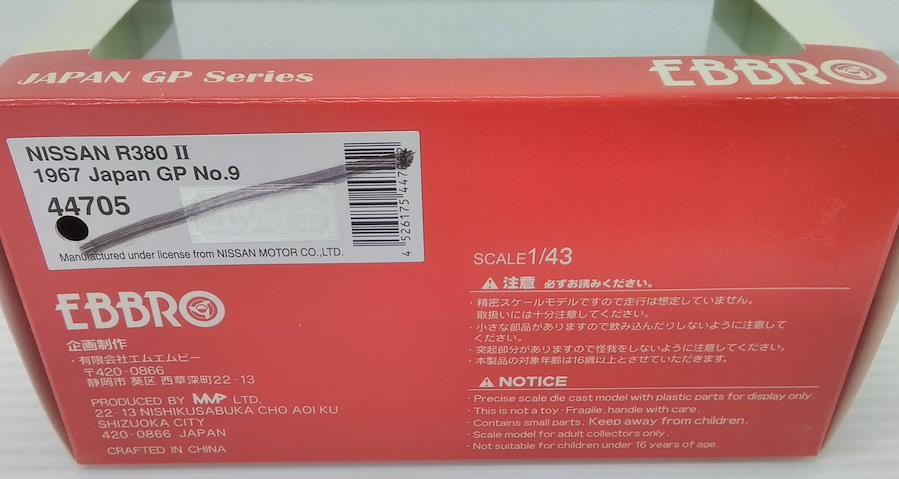 JAPAN GP Series
EBBRO
NISSAN R380 II
1967 Japan GP No.9
44705
Manufactured under license from NISSAN MOTOR CO.,LTD.
EBBRO
企画制作
・有限会社エムエムピー
〒420-0866
静岡市 葵区 西草深町22-13
PRODUCED BY MMP LTD.
22-13 NISHIKUSABUKA CHO AOI KU
SHIZUOKA CITY
420-0866 JAPAN
CRAFTED IN CHINA
SCALE1/43
注意 必ずお読みください。
・精密スケールモデルですので走行は想定していません。
取扱いには十分注意してください。
・小さな部品がありますので飲み込んだりしないように注意して
ください。
・突起部分がありますので怪我をしないように注意してください。
・本製品の対象年齢は16歳以上とさせていただきます。
NOTICE
・Precise scale die cast model with plastic parts for display only.
・This is not a toy・Fragile, handle with care.
・Contains small parts. Keep away from children.
・Scale model for adult collectors only.
・Not suitable for children under 16 years of age.